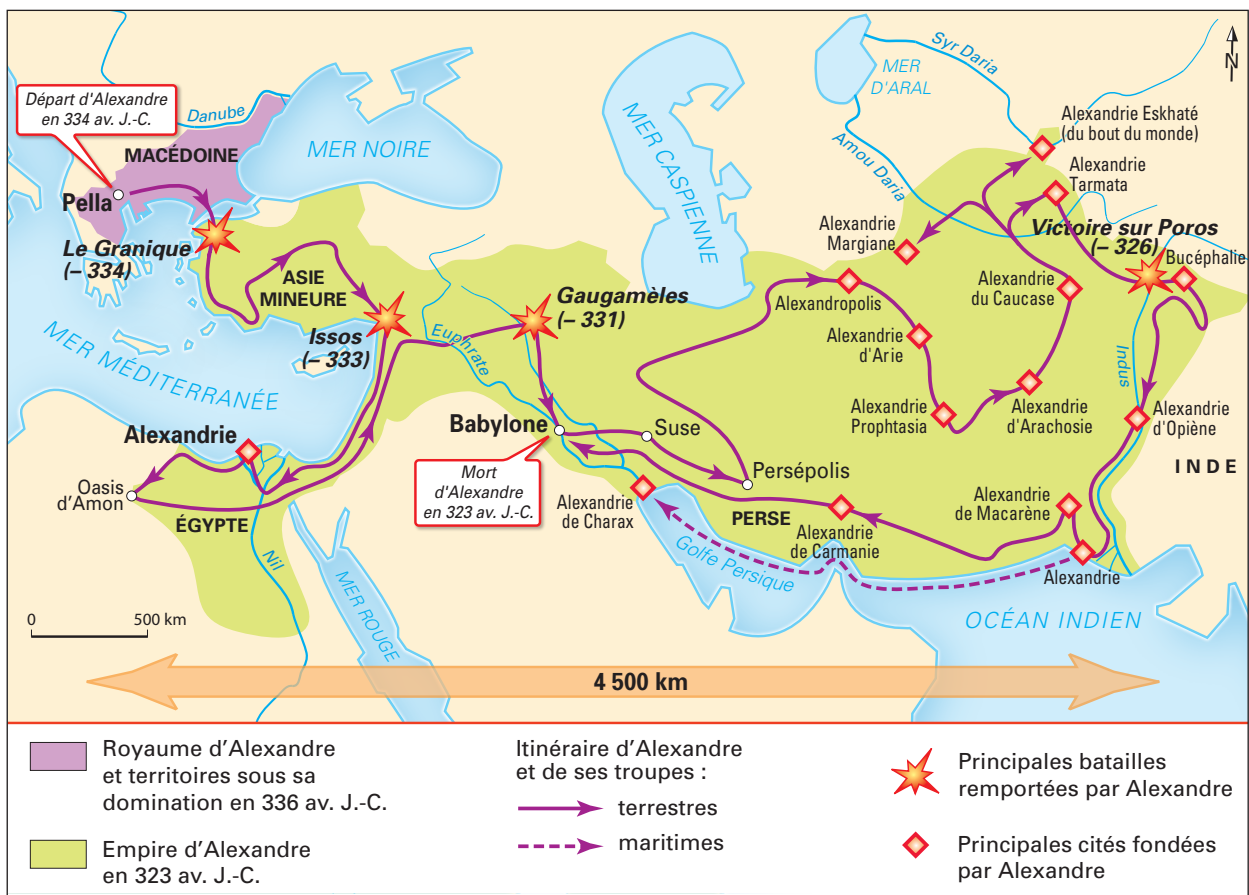 Départ d'Alexandre
en 334 av. J.-C.
Danube
MACÉDOINE
Pella
MER NOIRE
Le Granique
(– 334)
ASIE
MINEURE
Issos
(– 333)
MER MÉDITERRANÉE
Alexandrie
Oasis
d'Amon
ÉGYPTE
Nil
MER ROUGE
MER CASPIENNE
MER
D'ARAL
Syr Daria
Amou Daria
N
Gaugamèles
(– 331)
Euphrate
Babylone
Mort
d'Alexandre
en 323 av. J.-C.
Suse
Persépolis
Alexandrie
de Charax
PERSE
Golfe Persique
Alexandrie
de Carmanie
Alexandrie Eskhaté
(du bout du monde)
Alexandrie
Tarmata
Alexandrie
Margiane
Victoire sur Poros
(– 326)
Bucéphalie
Alexandropolis
Alexandrie
du Caucase
Alexandrie
d'Arie
Alexandrie
Prophtasia
Alexandrie
d'Arachosie
Indus
Alexandrie
d'Opiène
INDE
Alexandrie
de Macarène
Alexandrie
OCÉAN INDIEN
0
500 km
4 500 km
Royaume d'Alexandre
et territoires sous sa
domination en 336 av. J.-C.
Empire d'Alexandre
en 323 av. J.-C.
Itinéraire d'Alexandre
et de ses troupes :
terrestres
maritimes
Principales batailles
remportées par Alexandre
Principales cités fondées
par Alexandre